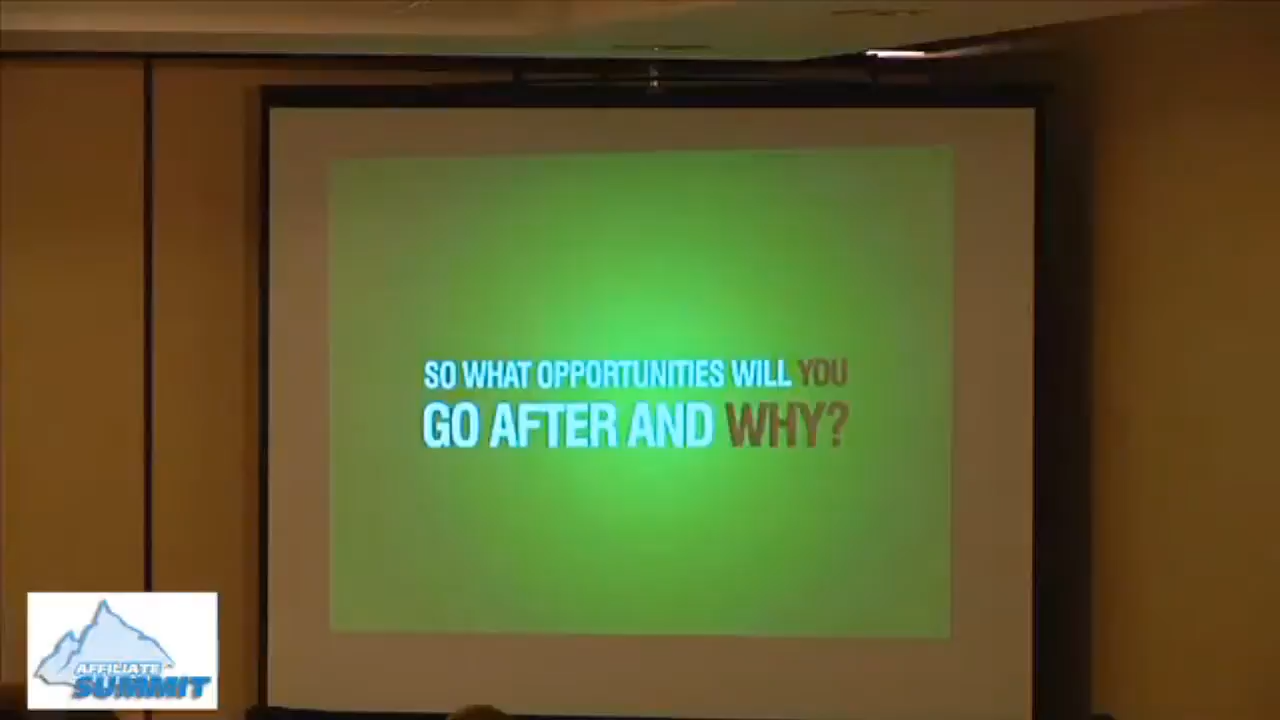 SO WHAT OPPORTUNITIES WILL YOU
GO AFTER AND WHY?
AFFILIATE
SUMMIT